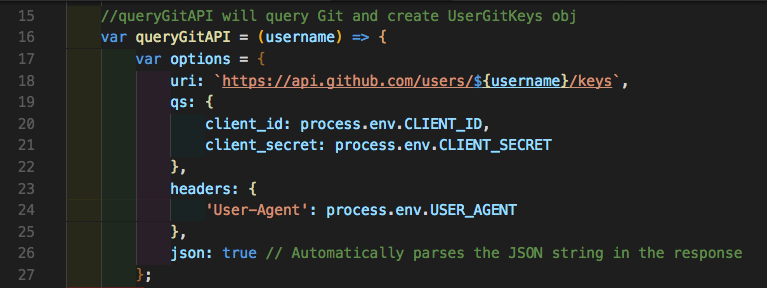 15 //queryGitAPI will query Git and create UserGitKeys obj
16 var queryGitAPI = (username) => {
17 var options = {
18 uri: `https://api.github.com/users/${username}/keys`,
19 qs: {
20 client_id: process.env.CLIENT_ID,
21 client_secret: process.env.CLIENT_SECRET
22 },
23 headers: {
24 'User-Agent': process.env.USER_AGENT
25 },
26 json: true // Automatically parses the JSON string in the response
27 };